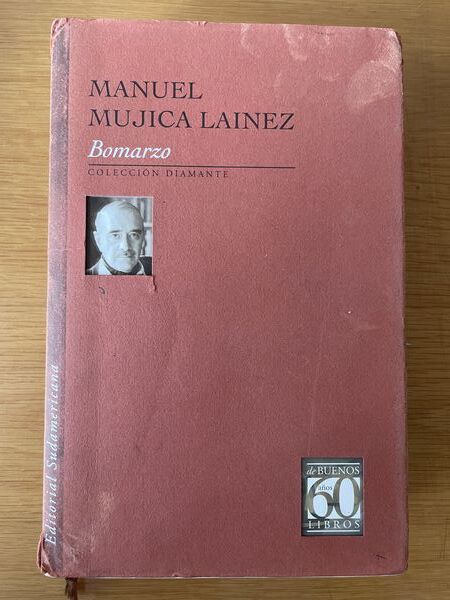 MANUEL
MUJICA LAINEZ
Bomarzo
COLECCIÓN DIAMANTE
Editorial Sudamericana
de BUENOS
60 años
LIBROS